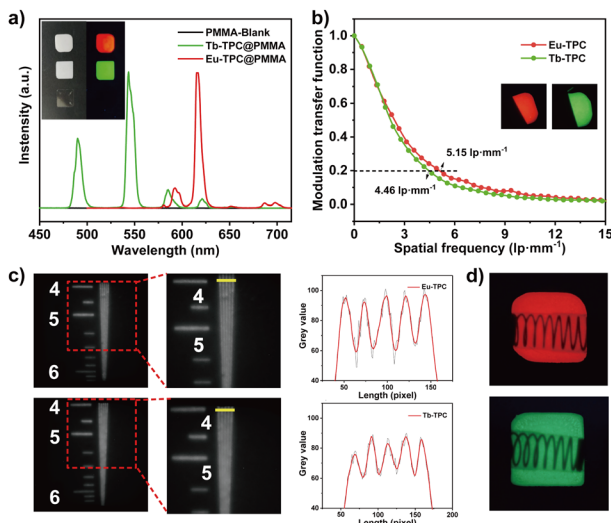 a)
PMMA-Blank
Tb-TPC@PMMA
Eu-TPC@PMMA
Instensity (a.u.)
450 500 550 600 650 700
Wavelength (nm)
b)
Modulation transfer function
1.0
0.8
0.6
0.4
0.2
0.0
Eu-TPC
Tb-TPC
5.15 lp·mm⁻¹
4.46 lp·mm⁻¹
0 3 6 9 12 15
Spatial frequency (lp·mm⁻¹)
c)
4
5
6
4
5
4
5
6
4
5
Eu-TPC
Grey value
100
80
60
40
50 100 150
Length (pixel)
Tb-TPC
Grey value
100
80
60
40
50 100 150 200
Length (pixel)
d)